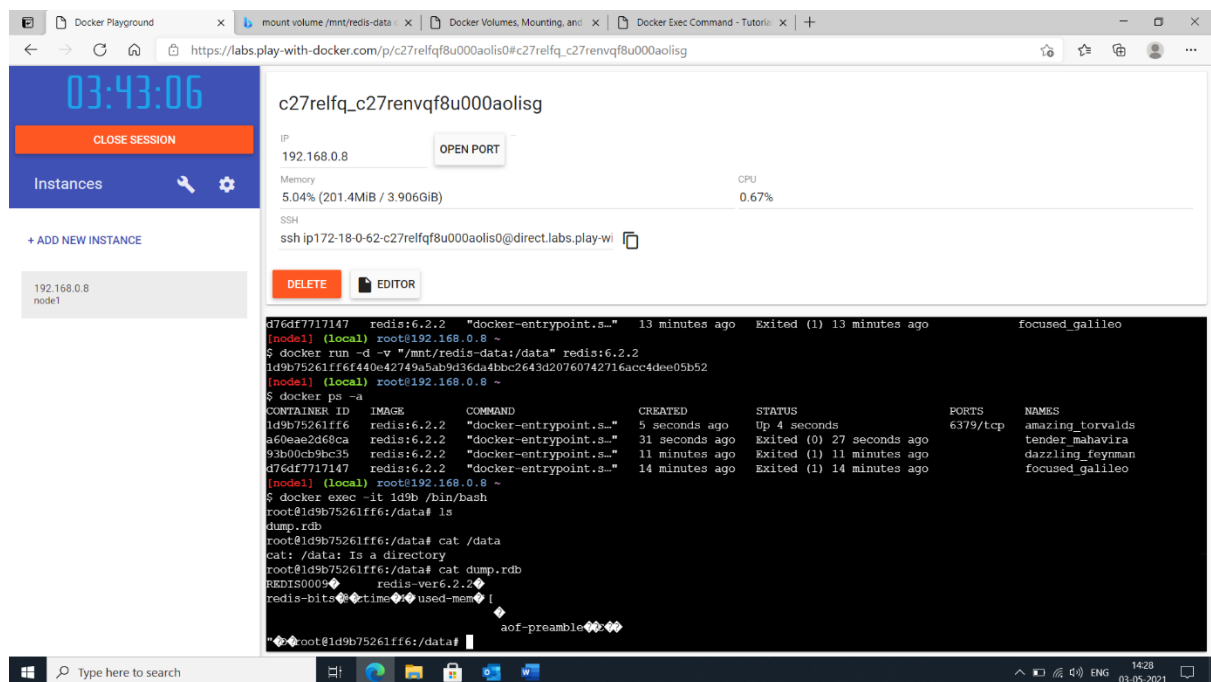 Docker Playground
mount volume /mnt/redis-data
Docker Volumes, Mounting, and
Docker Exec Command - Tutoria
https://labs.play-with-docker.com/p/c27relfqf8u000aolis0#c27relfq_c27renvqf8u000aolisg
03:43:06
CLOSE SESSION
Instances
+ ADD NEW INSTANCE
192.168.0.8
node1
c27relfq_c27renvqf8u000aolisg
IP
192.168.0.8
OPEN PORT
Memory
5.04% (201.4MiB / 3.906GiB)
CPU
0.67%
SSH
ssh ip172-18-0-62-c27relfqf8u000aolis0@direct.labs.play-wi
DELETE
EDITOR
d76df7717147 redis:6.2.2 "docker-entrypoint.s…" 13 minutes ago Exited (1) 13 minutes ago focused_galileo
[node1] (local) root@192.168.0.8 ~
$ docker run -d -v "/mnt/redis-data:/data" redis:6.2.2
1d9b75261ff6f440e42749a5ab9d36da4bbc2643d20760742716acc4dee05b52
[node1] (local) root@192.168.0.8 ~
$ docker ps -a
CONTAINER ID IMAGE COMMAND CREATED STATUS PORTS NAMES
1d9b75261ff6 redis:6.2.2 "docker-entrypoint.s…" 5 seconds ago Up 4 seconds 6379/tcp amazing_torvalds
a60eae2d68ca redis:6.2.2 "docker-entrypoint.s…" 31 seconds ago Exited (0) 27 seconds ago tender_mahavira
93b00cb9bc35 redis:6.2.2 "docker-entrypoint.s…" 11 minutes ago Exited (1) 11 minutes ago dazzling_feynman
d76df7717147 redis:6.2.2 "docker-entrypoint.s…" 14 minutes ago Exited (1) 14 minutes ago focused_galileo
[node1] (local) root@192.168.0.8 ~
$ docker exec -it 1d9b /bin/bash
root@1d9b75261ff6:/data# ls
dump.rdb
root@1d9b75261ff6:/data# cat /data
cat: /data: Is a directory
root@1d9b75261ff6:/data# cat dump.rdb
REDIS0009� redis-ver6.2.2�
redis-bits�@�ctime�M�used-mem� [
�
aof-preamble���
"��root@1d9b75261ff6:/data#
Type here to search
ENG
14:28
03-05-2021